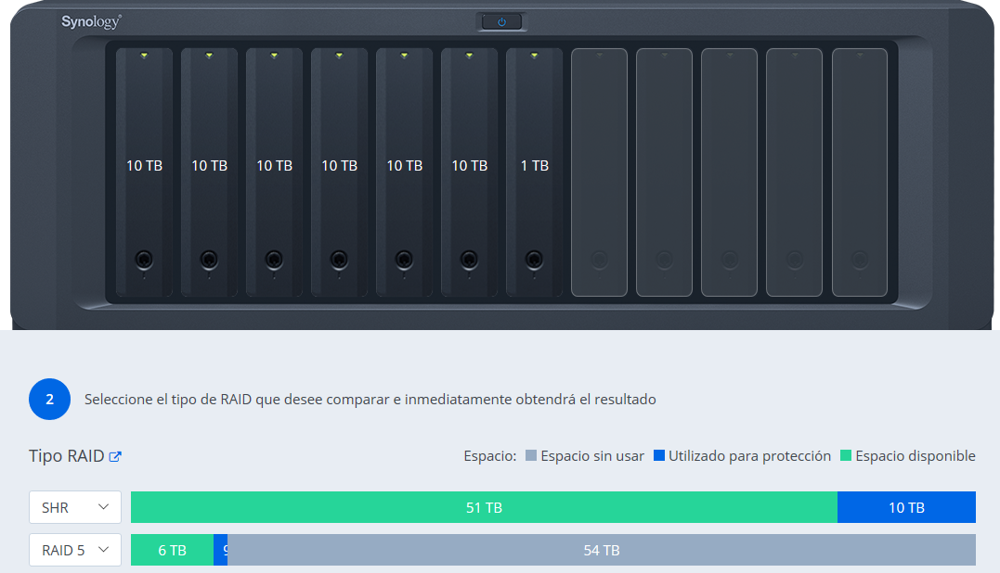 Synology
10 TB 10 TB 10 TB 10 TB 10 TB 10 TB 1 TB
2 Seleccione el tipo de RAID que desee comparar e inmediatamente obtendrá el resultado
Tipo RAID Espacio: Espacio sin usar Utilizado para protección Espacio disponible
SHR 51 TB 10 TB
RAID 5 6 TB 54 TB